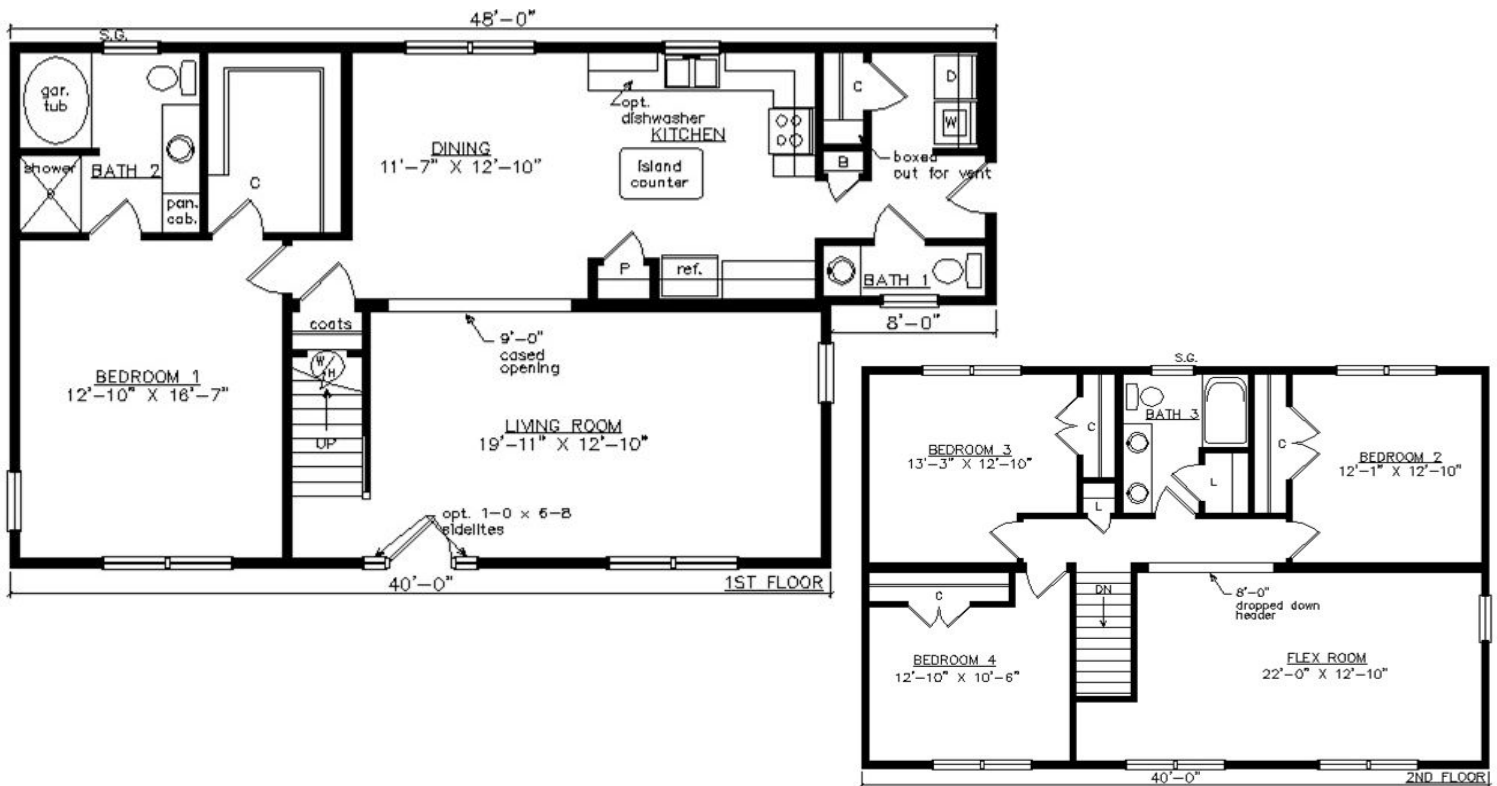 48'-0"
S.G.
gar.
tub
shower
BATH 2
pan.
cab.
C
DINING
11'-7" X 12'-10"
opt.
dishwasher
KITCHEN
Island
counter
C
D
W
B
boxed
out for vent
P
ref.
BATH 1
8'-0"
coats
W/H
UP
9'-0"
cased
opening
BEDROOM 1
12'-10" X 16'-7"
LIVING ROOM
19'-11" X 12'-10"
opt. 1-0 x 6-8
sidelites
40'-0"
1ST FLOOR
S.G.
BEDROOM 3
13'-3" X 12'-10"
C
BATH 3
L
L
C
BEDROOM 2
12'-1" X 12'-10"
C
DN
8'-0"
dropped down
header
BEDROOM 4
12'-10" X 10'-6"
FLEX ROOM
22'-0" X 12'-10"
40'-0"
2ND FLOOR